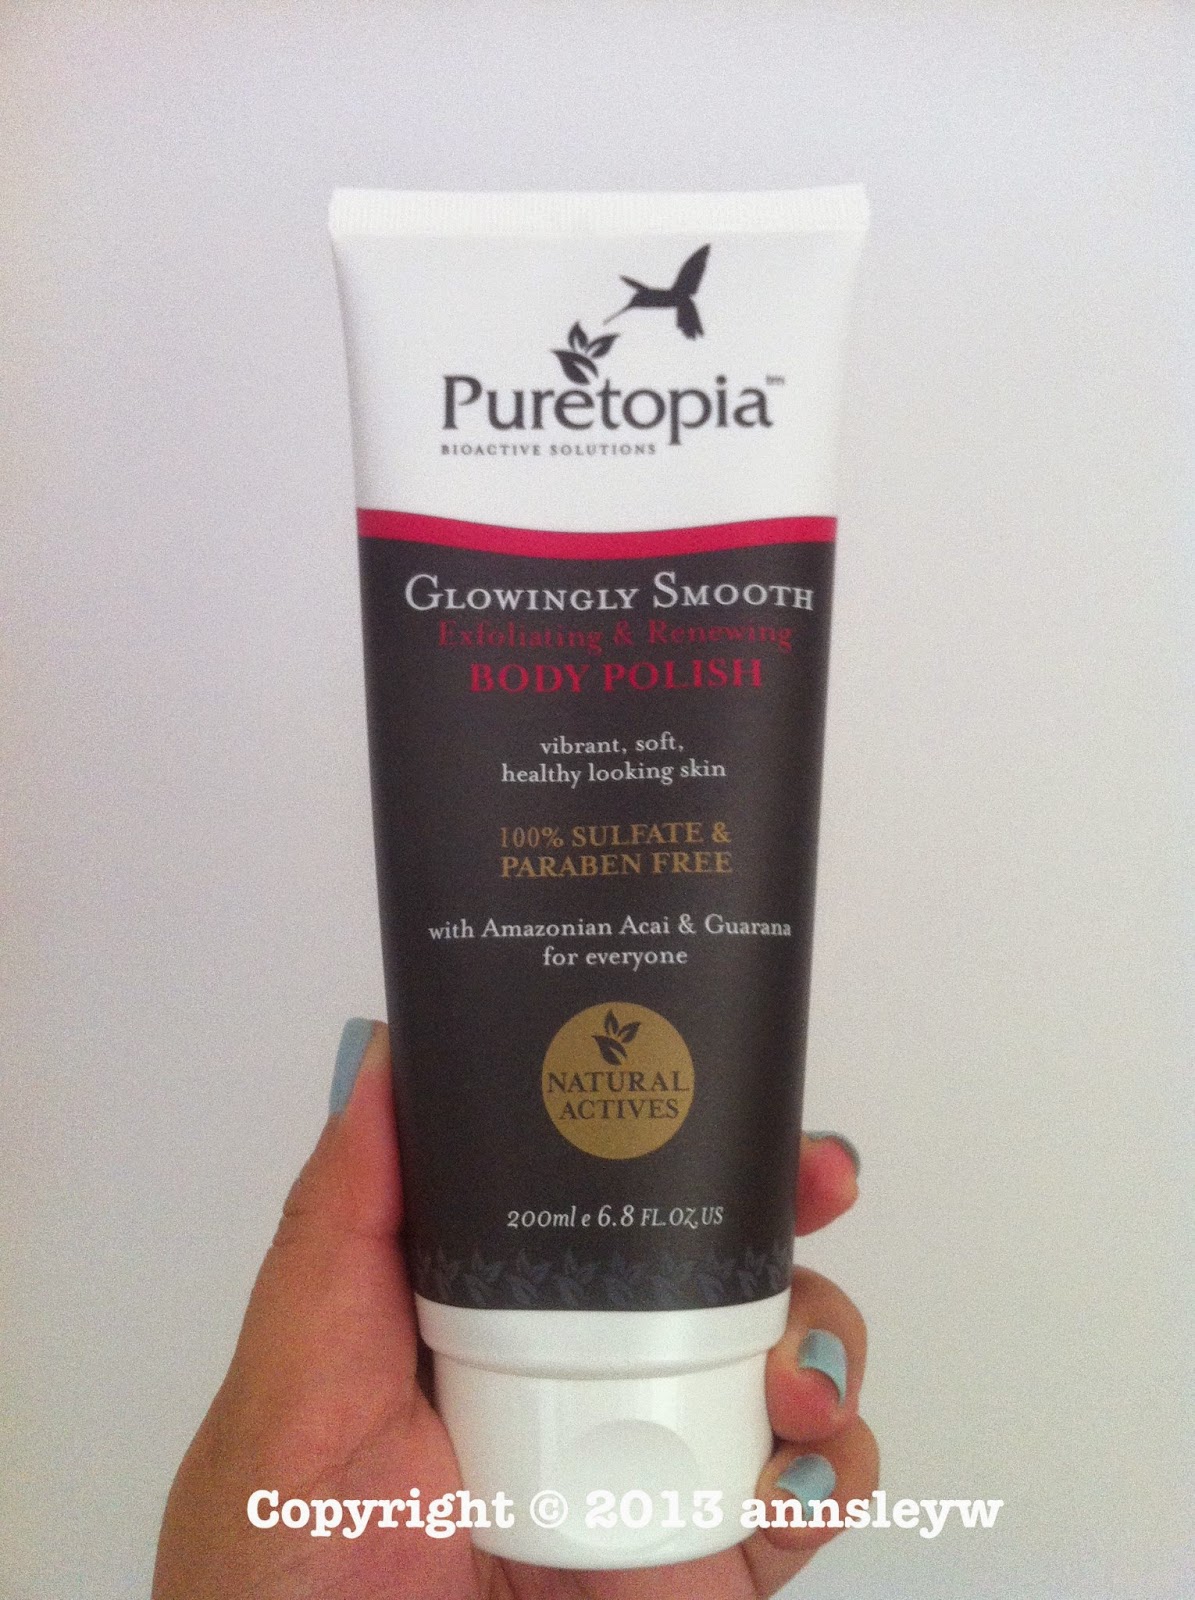 Puretopia™
BIOACTIVE SOLUTIONS
GLOWINGLY SMOOTH
Exfoliating & Renewing
BODY POLISH
vibrant, soft,
healthy looking skin
100% SULFATE &
PARABEN FREE
with Amazonian Acai & Guarana
for everyone
NATURAL
ACTIVES
200ml e 6.8 FL.OZ.US
Copyright © 2013 annsleyw